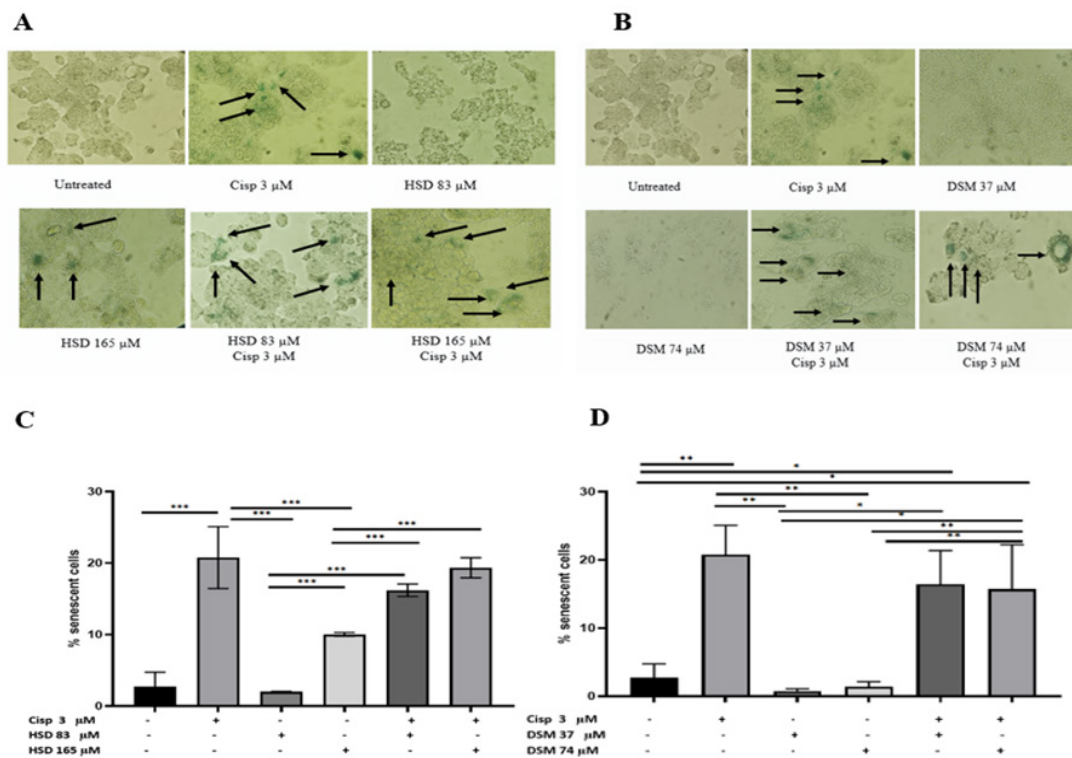 A
B
Untreated
Cisp 3 µM
HSD 83 µM
HSD 165 µM
HSD 83 µM
Cisp 3 µM
HSD 165 µM
Cisp 3 µM
Untreated
Cisp 3 µM
DSM 37 µM
DSM 74 µM
DSM 37 µM
Cisp 3 µM
DSM 74 µM
Cisp 3 µM
C
% senescent cells
30
20
10
0
***
***
***
***
***
***
***
Cisp 3 µM - + - - + +
HSD 83 µM - - + - + -
HSD 165 µM - - - + - +
D
% senescent cells
30
20
10
0
**
*
*
**
**
*
*
**
**
Cisp 3 µM - + - - + +
DSM 37 µM - - + - + -
DSM 74 µM - - - + - +